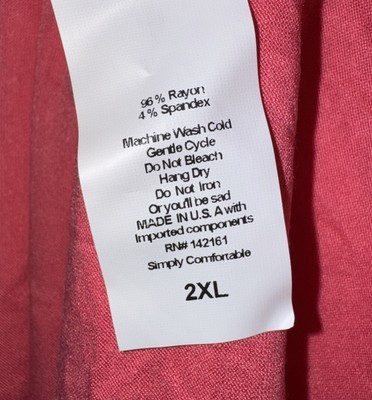 96% Rayon
4% Spandex
Machine Wash Cold
Gentle Cycle
Do Not Bleach
Hang Dry
Do Not Iron
Or you'll be sad
MADE IN U.S.A with
Imported components
RN# 142161
Simply Comfortable
2XL